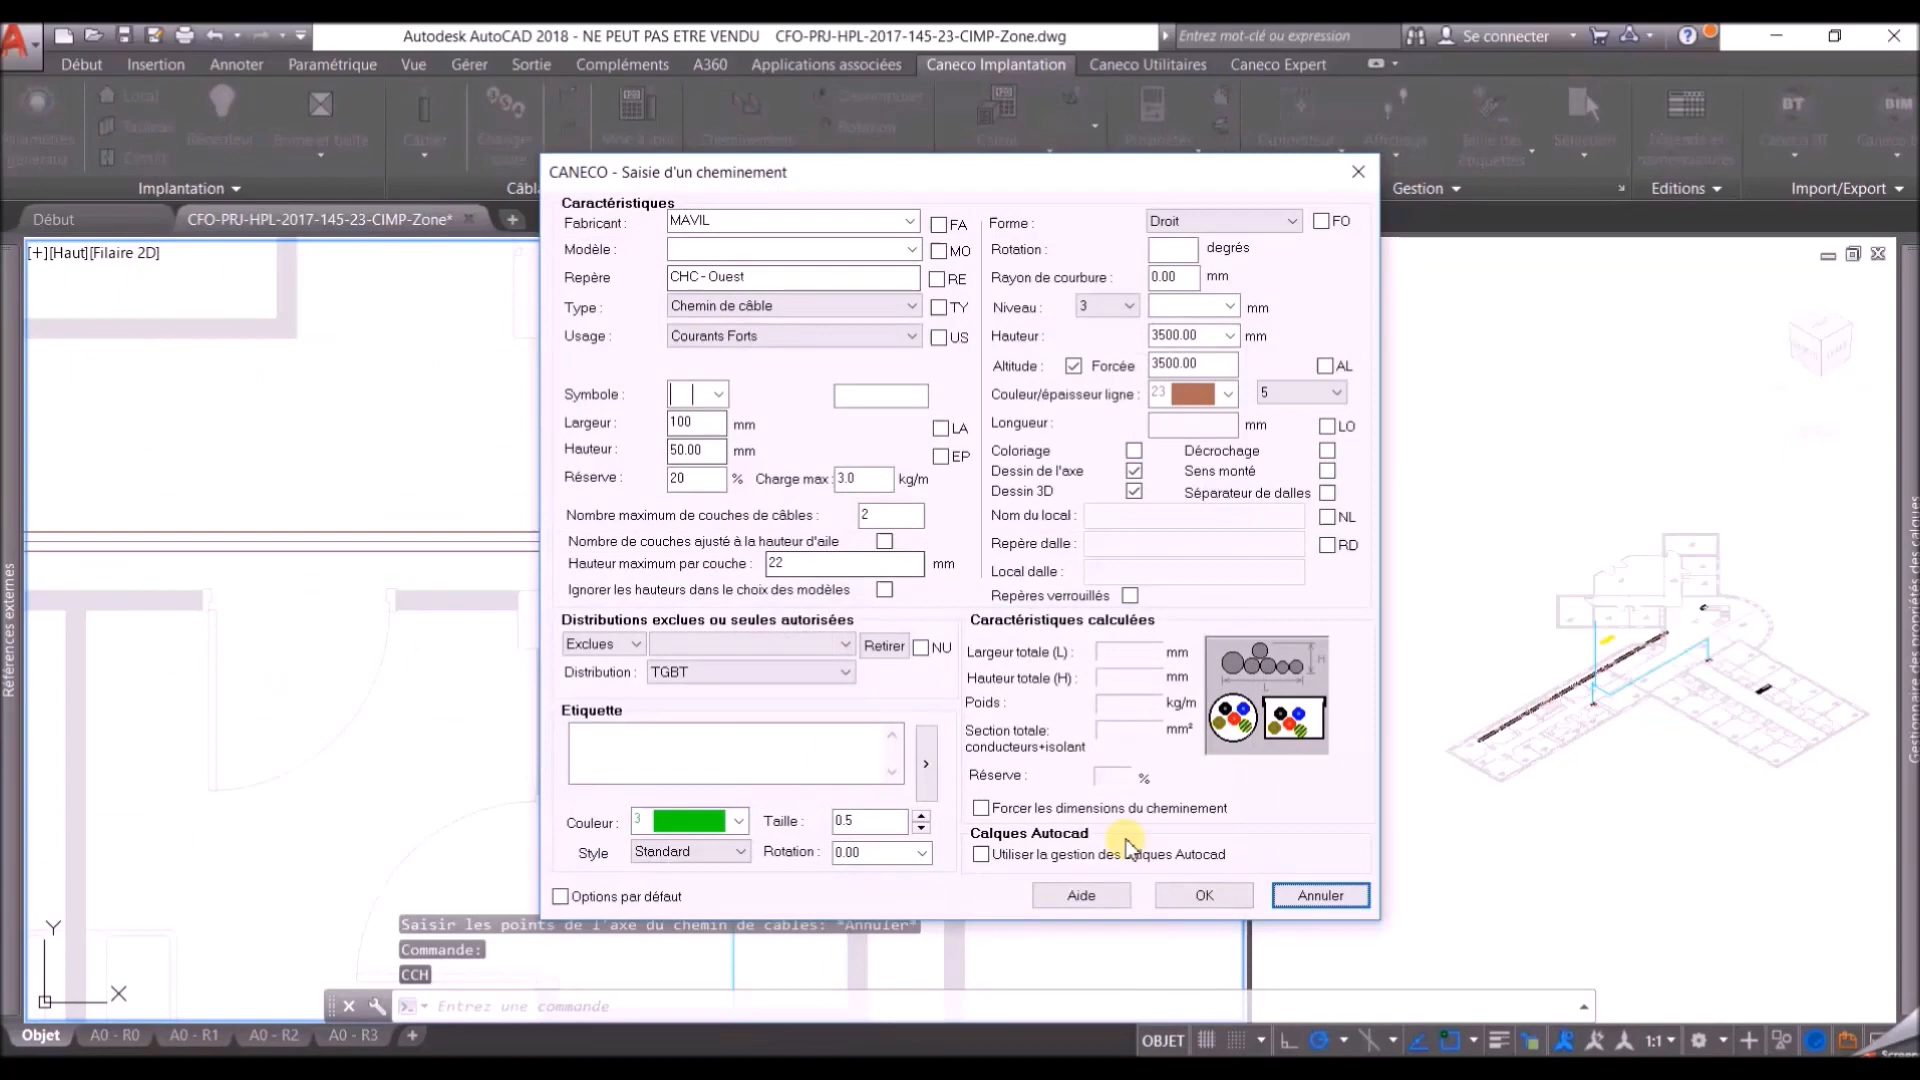 Autodesk AutoCAD 2018 - NE PEUT PAS ETRE VENDU CFO-PRJ-HPL-2017-145-23-CIMP-Zone.dwg
Entrez mot-clé ou expression
Se connecter
Début Insertion Annoter Paramétrique Vue Gérer Sortie Compléments A360 Applications associées Caneco Implantation Caneco Utilitaires Caneco Expert
Implantation
Gestion
Editions
Import/Export
Début
CFO-PRJ-HPL-2017-145-23-CIMP-Zone*
[+][Haut][Filaire 2D]
CANECO - Saisie d'un cheminement
Caractéristiques
Fabricant : MAVIL FA
Modèle : MO
Repère CHC - Ouest RE
Type : Chemin de câble TY
Usage : Courants Forts US
Symbole :
Largeur : 100 mm LA
Hauteur : 50.00 mm EP
Réserve : 20 % Charge max : 3.0 kg/m
Nombre maximum de couches de câbles : 2
Nombre de couches ajusté à la hauteur d'aile
Hauteur maximum par couche : 22 mm
Ignorer les hauteurs dans le choix des modèles
Forme : Droit FO
Rotation : degrés
Rayon de courbure : 0.00 mm
Niveau : 3 mm
Hauteur : 3500.00 mm
Altitude : Forcée 3500.00 AL
Couleur/épaisseur ligne : 23 5
Longueur : mm LO
Coloriage Décrochage
Dessin de l'axe Sens monté
Dessin 3D Séparateur de dalles
Nom du local : NL
Repère dalle : RD
Local dalle :
Repères verrouillés
Distributions exclues ou seules autorisées
Exclues Retirer NU
Distribution : TGBT
Etiquette
>
Couleur : 3 Taille : 0.5
Style Standard Rotation : 0.00
Caractéristiques calculées
Largeur totale (L) : mm
Hauteur totale (H) : mm
Poids : kg/m
Section totale: mm²
conducteurs+isolant
Réserve : %
H
L
Forcer les dimensions du cheminement
Calques Autocad
Utiliser la gestion des calques Autocad
Options par défaut
Aide OK Annuler
Saisir les points de l'axe du chemin de cables: *Annuler*
Commande:
CCH
Entrez une commande
Y
X
Références externes
Gestionnaire des propriétés des calques
Objet A0 - R0 A0 - R1 A0 - R2 A0 - R3
OBJET
1:1